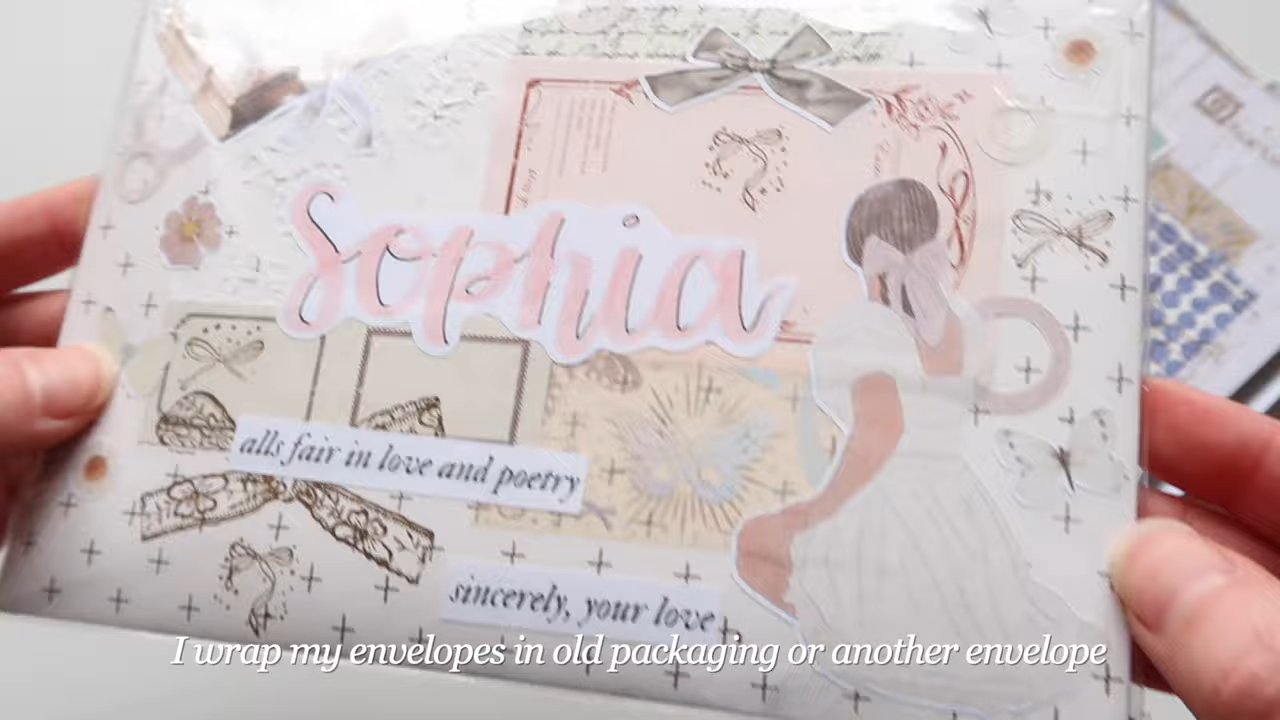 Sophia
alls fair in love and poetry
sincerely, your love
I wrap my envelopes in old packaging or another envelope